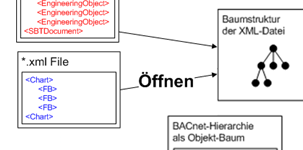 <EngineeringObject>
<EngineeringObject>
<EngineeringObject>
<SBTDocument>
*.xml File
<Chart>
<FB>
<FB>
<FB>
<Chart>
Öffnen
Baumstruktur
der XML-Datei
BACnet-Hierarchie
als Objekt-Baum